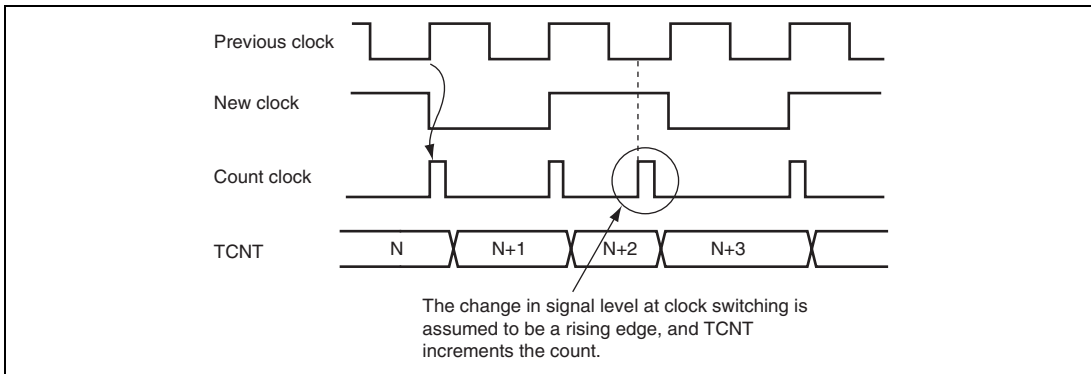 Previous clock
New clock
Count clock
TCNT
N
N+1
N+2
N+3
The change in signal level at clock switching is
assumed to be a rising edge, and TCNT
increments the count.